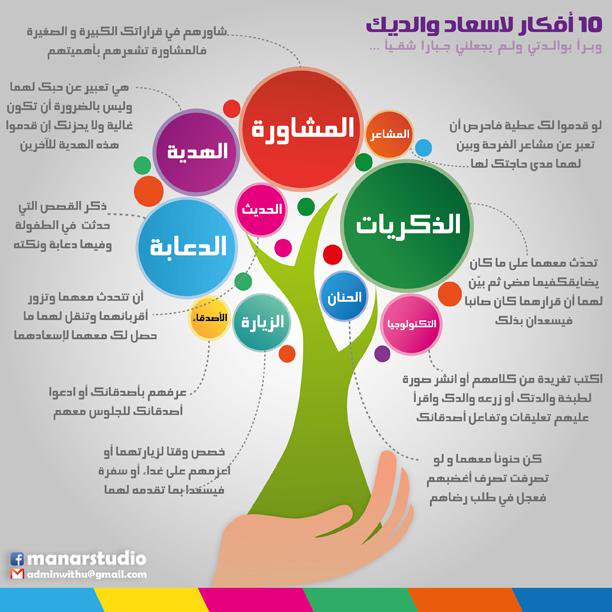 10 أفكار لاسعاد والديك
وبرأ بوالدتي ولم يجعلني جبارا شقيأ ...
شاورهم في قراراتك الكبيرة و الصغيرة
فالمشاورة تشعرهم بأهميتهم
هي تعبير عن حبك لهما
وليس بالضرورة أن تكون
غالية ولا يحزنك إن قدموا
هذه الهدية للآخرين
لو قدموا لك عطية فاحرص أن
تعبر عن مشاعر الفرحة وبين
لهما مدى حاجتك لها
المشاورة
المشاعر
الهدية
الحديث
الذكريات
الدعابة
ذكر القصص التي
حدثت في الطفولة
وفيها دعابة ونكته
تحدّث معهما على ما كان
يضايقكفيما مضى ثم بيّن
لهما أن قرارهما كان صائبا
فيسعدان بذلك
أن تتحدث معهما وتزور
أقربائهما وتنقل لهما ما
حصل لك معهما لإسعادهما
الحنان
الأصدقاء
الزيارة
التكنولوجيا
اكتب تغريدة من كلامهم أو انشر صورة
لطبخة والدتك أو زرعه والدك واقرأ
عليهم تعليقات وتفاعل أصدقائك
عرفهم بأصدقائك أو ادعوا
أصدقائك للجلوس معهم
خصص وقتا لزيارتهما أو
اعزمهم على غداء أو سفرة
فيسعدا بما تقدمه لهما
كن حنوناً معهما و لو
تصرفت تصرف أغضبهم
فعجل في طلب رضاهم
manarstudio
adminwithu@gmail.com